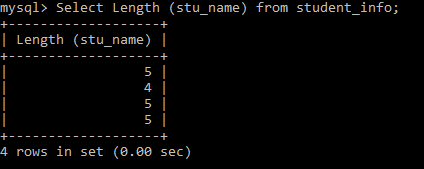 mysql> Select Length (stu_name) from student_info;
+-------------------+
| Length (stu_name) |
+-------------------+
|                 5 |
|                 4 |
|                 5 |
|                 5 |
+-------------------+
4 rows in set (0.00 sec)